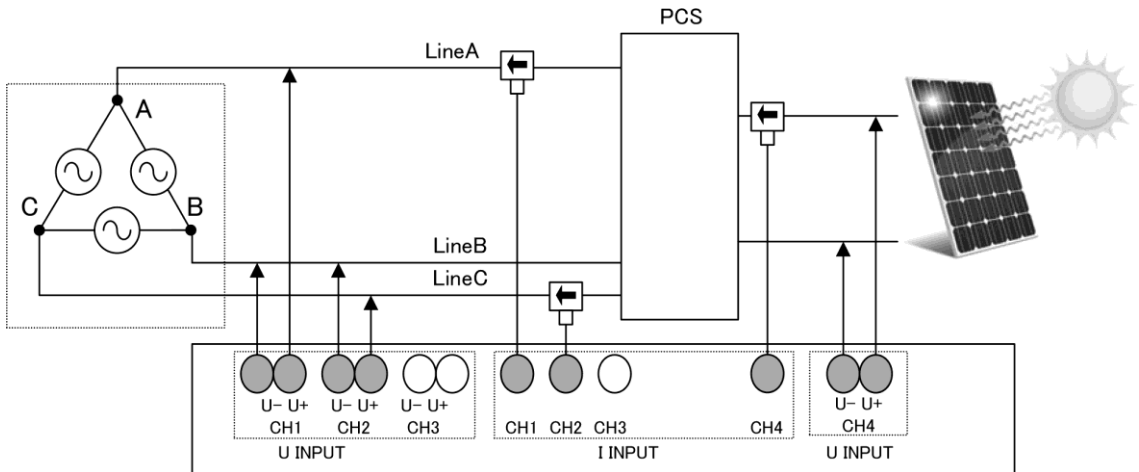 PCS
LineA
A
C
B
LineB
LineC
U- U+ U- U+ U- U+
CH1 CH2 CH3
U INPUT
CH1 CH2 CH3 CH4
I INPUT
U- U+
CH4
U INPUT